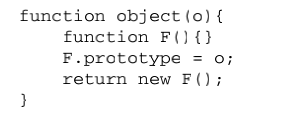 function object(o){
    function F(){}
    F.prototype = o;
    return new F();
}